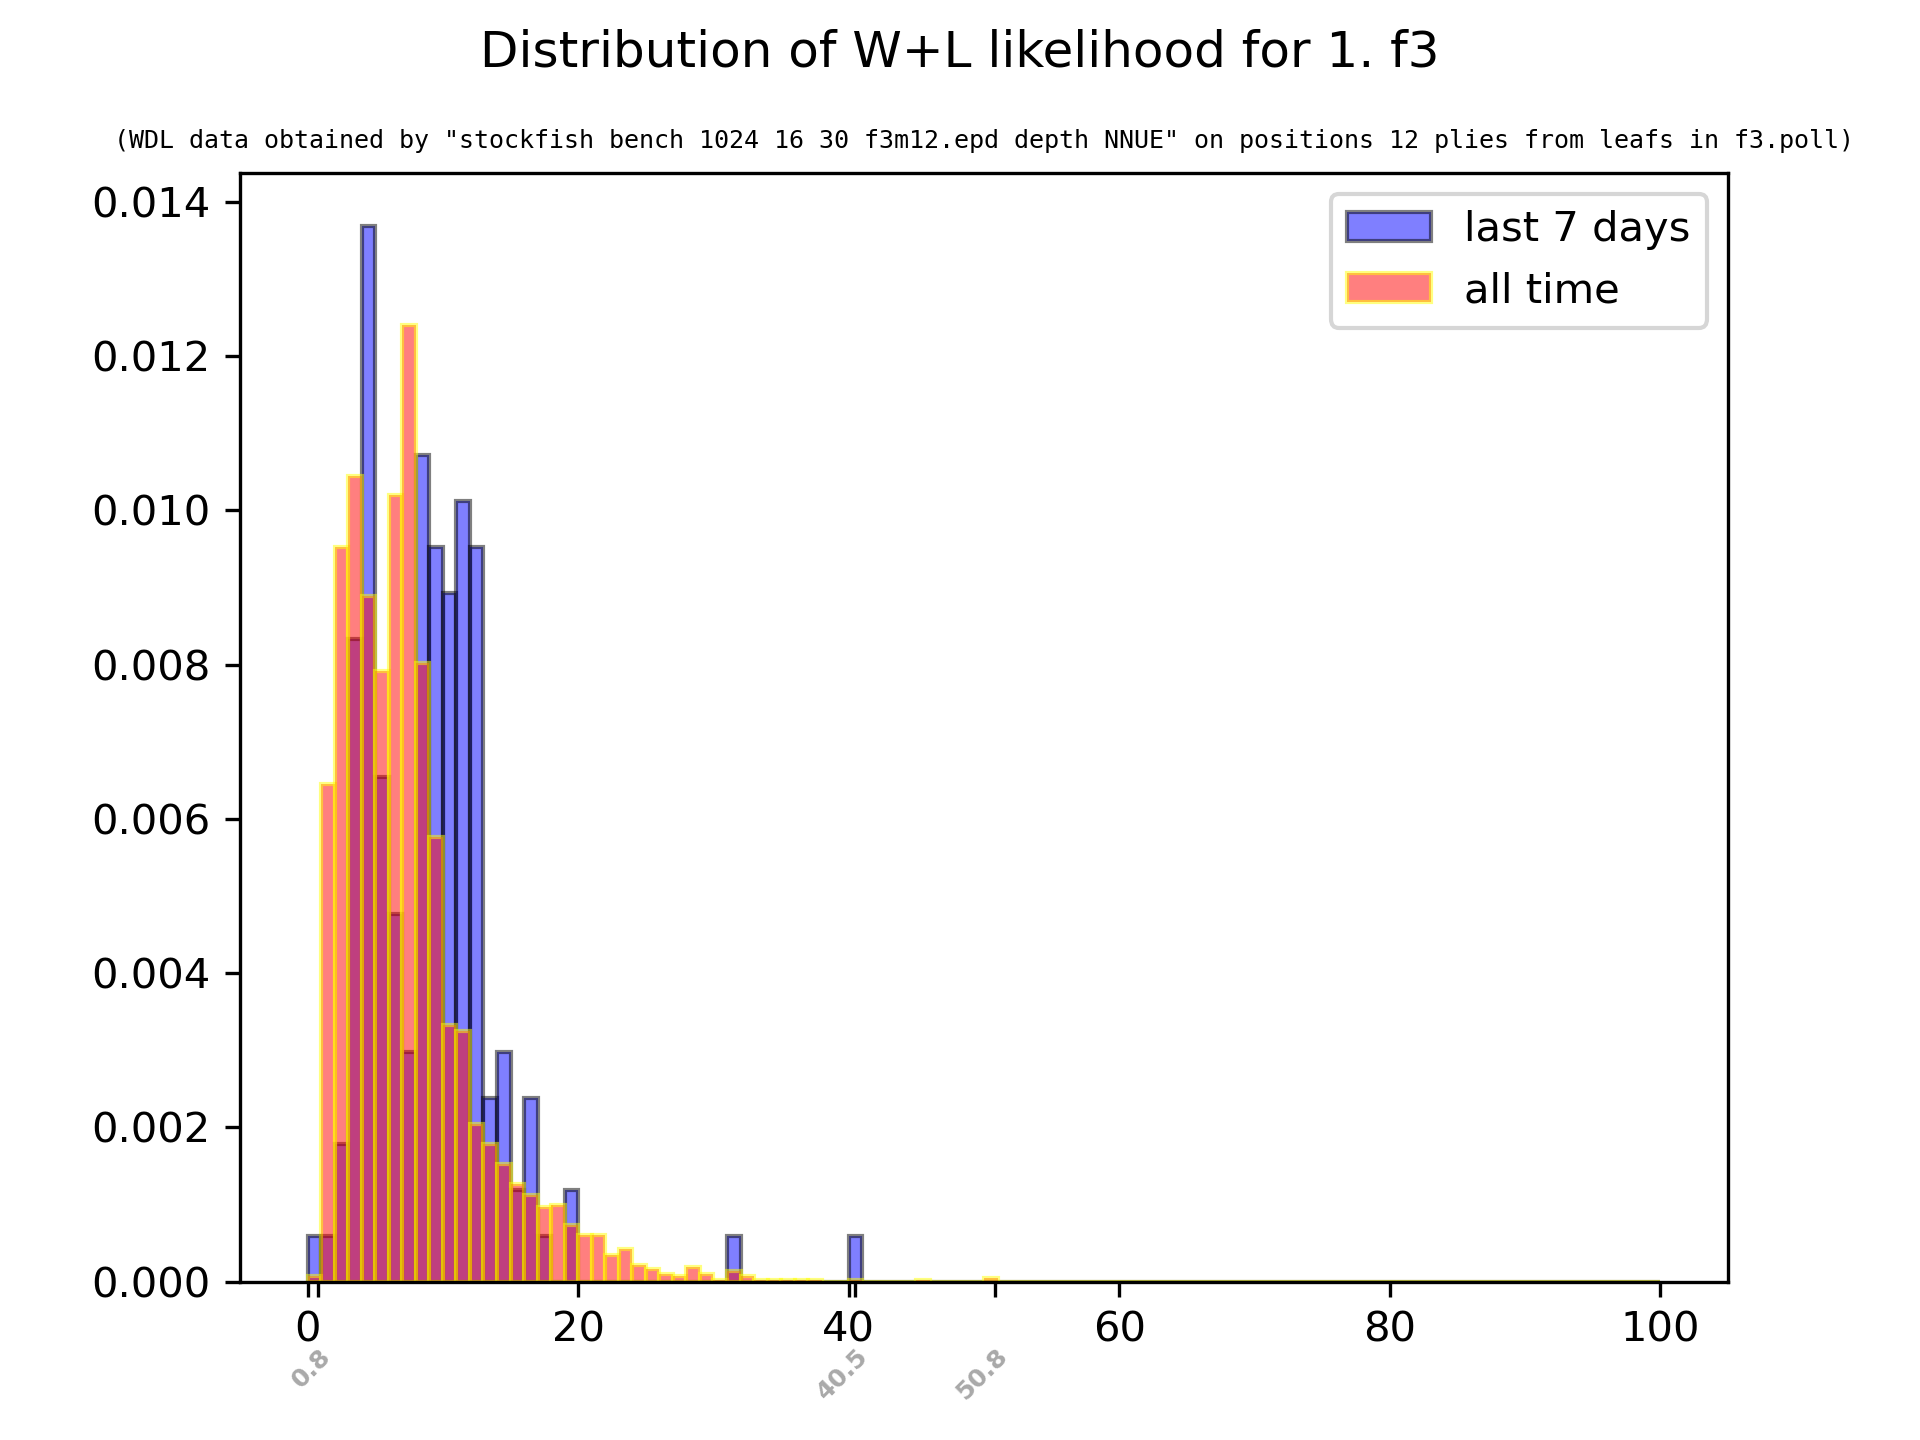 Distribution of W+L likelihood for 1. f3
(WDL data obtained by "stockfish bench 1024 16 30 f3m12.epd depth NNUE" on positions 12 plies from leafs in f3.poll)
last 7 days
all time
0.014
0.012
0.010
0.008
0.006
0.004
0.002
0.000
0 20 40 60 80 100
0.8 40.5 50.8